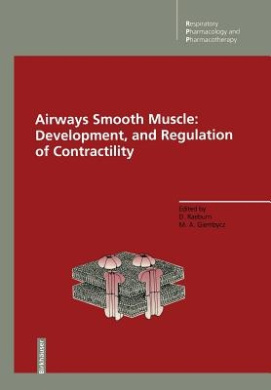 Respiratory
Pharmacology and
Pharmacotherapy
Airways Smooth Muscle:
Development, and Regulation
of Contractility
Edited by
D. Raeburn
M. A. Giembycz
Birkhäuser